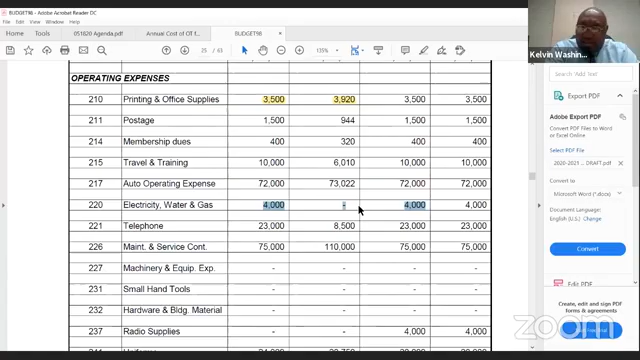 BUDGET98 - Adobe Acrobat Reader DC
File Edit View Window Help
051820 Agenda.pdf
Annual Cost of OT f...
BUDGET98 ×
25 / 63
135%
Kelvin Washin...
OPERATING EXPENSES
210 Printing & Office Supplies 3,500 3,920 3,500 3,500
211 Postage 1,500 944 1,500 1,500
214 Membership dues 400 320 400 400
215 Travel & Training 10,000 6,010 10,000 10,000
217 Auto Operating Expense 72,000 73,022 72,000 72,000
220 Electricity, Water & Gas 4,000 - 4,000 4,000
221 Telephone 23,000 8,500 23,000 23,000
226 Maint. & Service Cont. 75,000 110,000 75,000 75,000
227 Machinery & Equip. Exp. - - - -
231 Small Hand Tools - - - -
232 Hardware & Bldg. Material - - - -
237 Radio Supplies - - 4,000 4,000
Search
Export PDF
Adobe Export PDF
Convert PDF Files to Word
or Excel Online
Select PDF File
2020-2021 ... DRAFT.pdf ×
Convert to
Microsoft Word (*.docx)
Document Language:
English (U.S.) Change
Convert
Edit PDF
Create, edit and sign PDF
forms & agreements
zoom